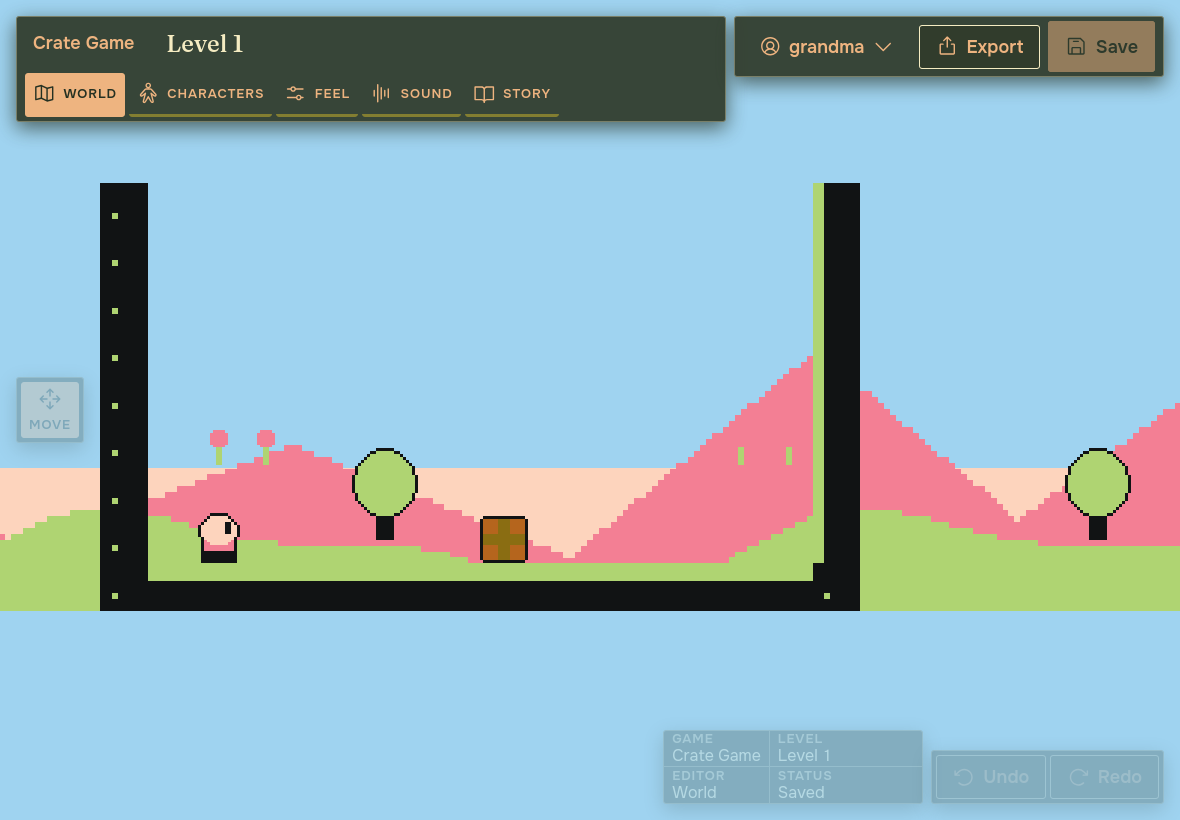 Crate Game
Level 1
grandma
Export
Save
WORLD
CHARACTERS
FEEL
SOUND
STORY
MOVE
GAME
Crate Game
LEVEL
Level 1
EDITOR
World
STATUS
Saved
Undo
Redo